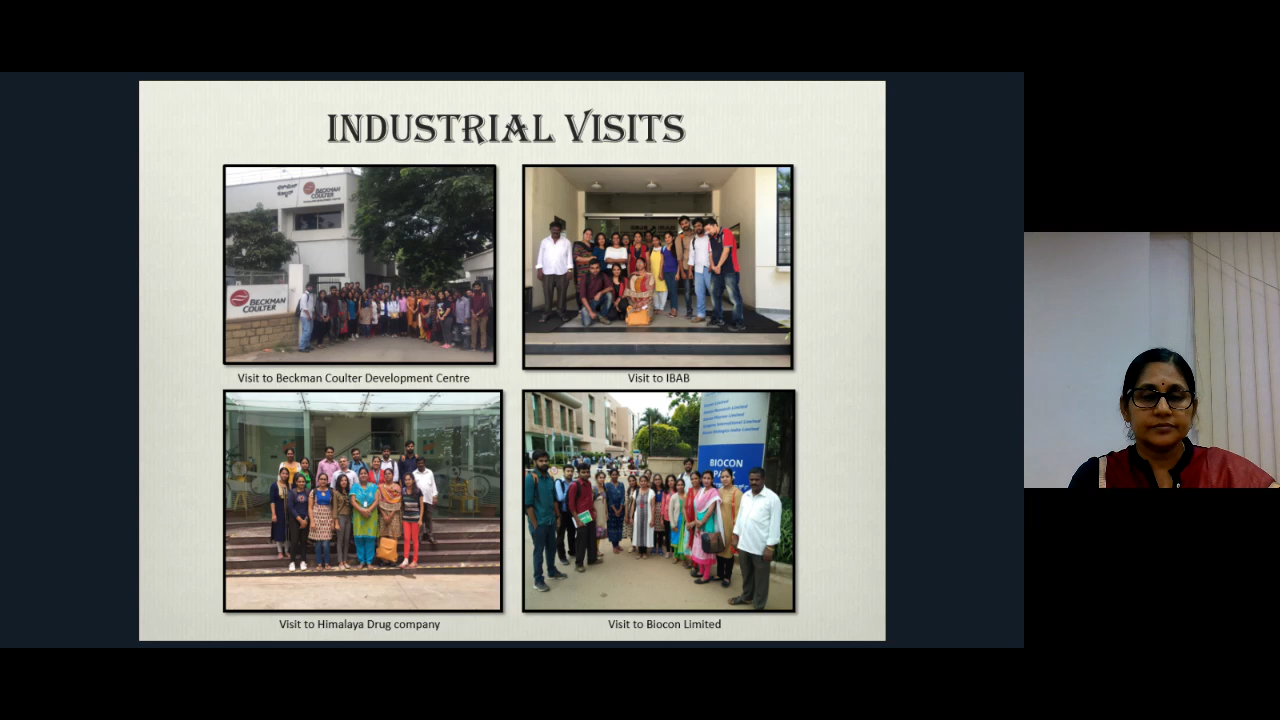 INDUSTRIAL VISITS
BECKMAN
COULTER
BECKMAN
COULTER
Visit to Beckman Coulter Development Centre
Visit to IBAB
BIOCON
Visit to Himalaya Drug company
Visit to Biocon Limited